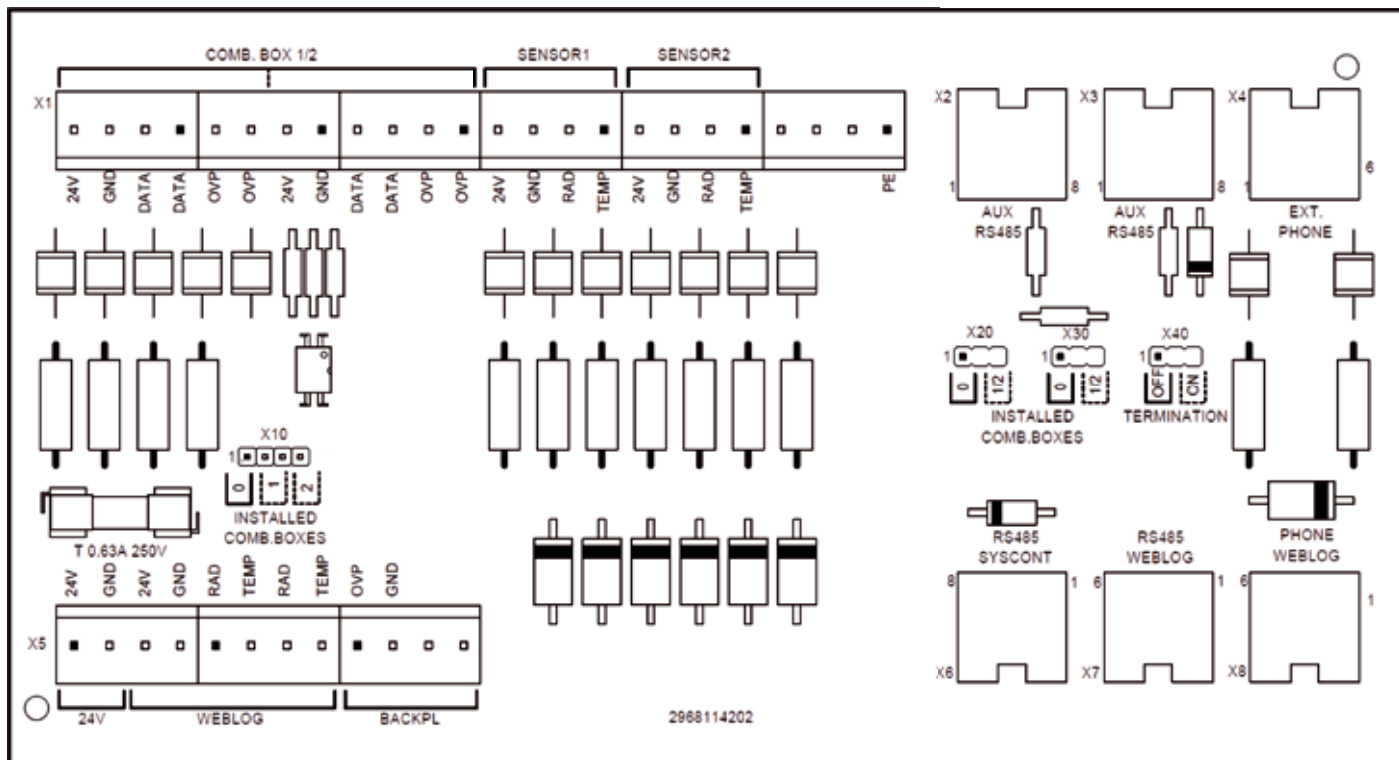 COMB. BOX 1/2 SENSOR1 SENSOR2
X1 X2 X3 X4
6
1 8 1 8 1
24V GND DATA DATA OVP OVP 24V GND DATA DATA OVP OVP 24V GND RAD TEMP 24V GND RAD TEMP PE
AUX AUX EXT.
RS485 RS485 PHONE
X20 X30 X40
1 1 1
0 1/2 0 1/2 OFF ON
INSTALLED TERMINATION
COMB.BOXES
X10
1
0 1 2
INSTALLED
COMB.BOXES
T 0.63A 250V
RS485 RS485 PHONE
SYSCONT WEBLOG WEBLOG
24V GND 24V GND RAD TEMP RAD TEMP OVP GND
8 1 6 1 6 1
X5
X6 X7 X8
24V WEBLOG BACKPL
2968114202